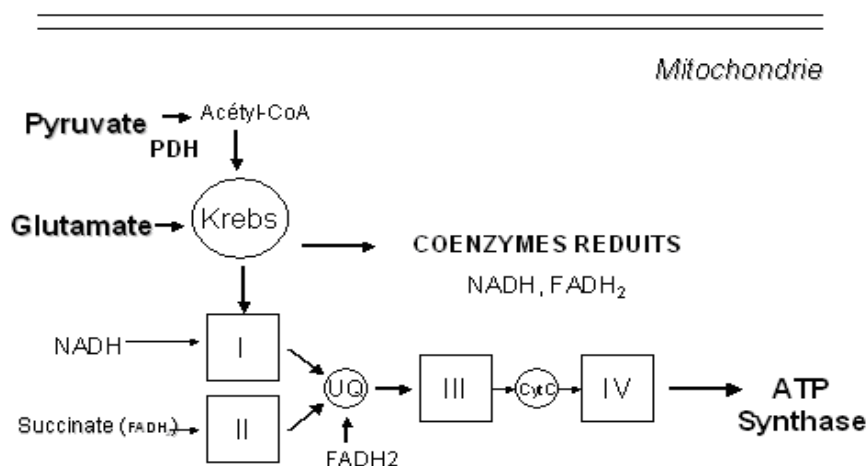 Mitochondrie
Pyruvate
Acétyl-CoA
PDH
Glutamate
Krebs
COENZYMES REDUITS
NADH, FADH₂
NADH
I
UQ
III
CytC
IV
ATP
Synthase
Succinate (FADH₂)
II
FADH2